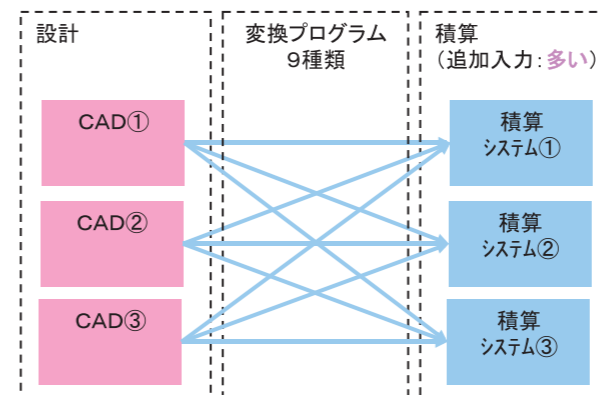 設計
変換プログラム
9種類
積算
（追加入力：多い）
CAD①
CAD②
CAD③
積算
システム①
積算
システム②
積算
システム③